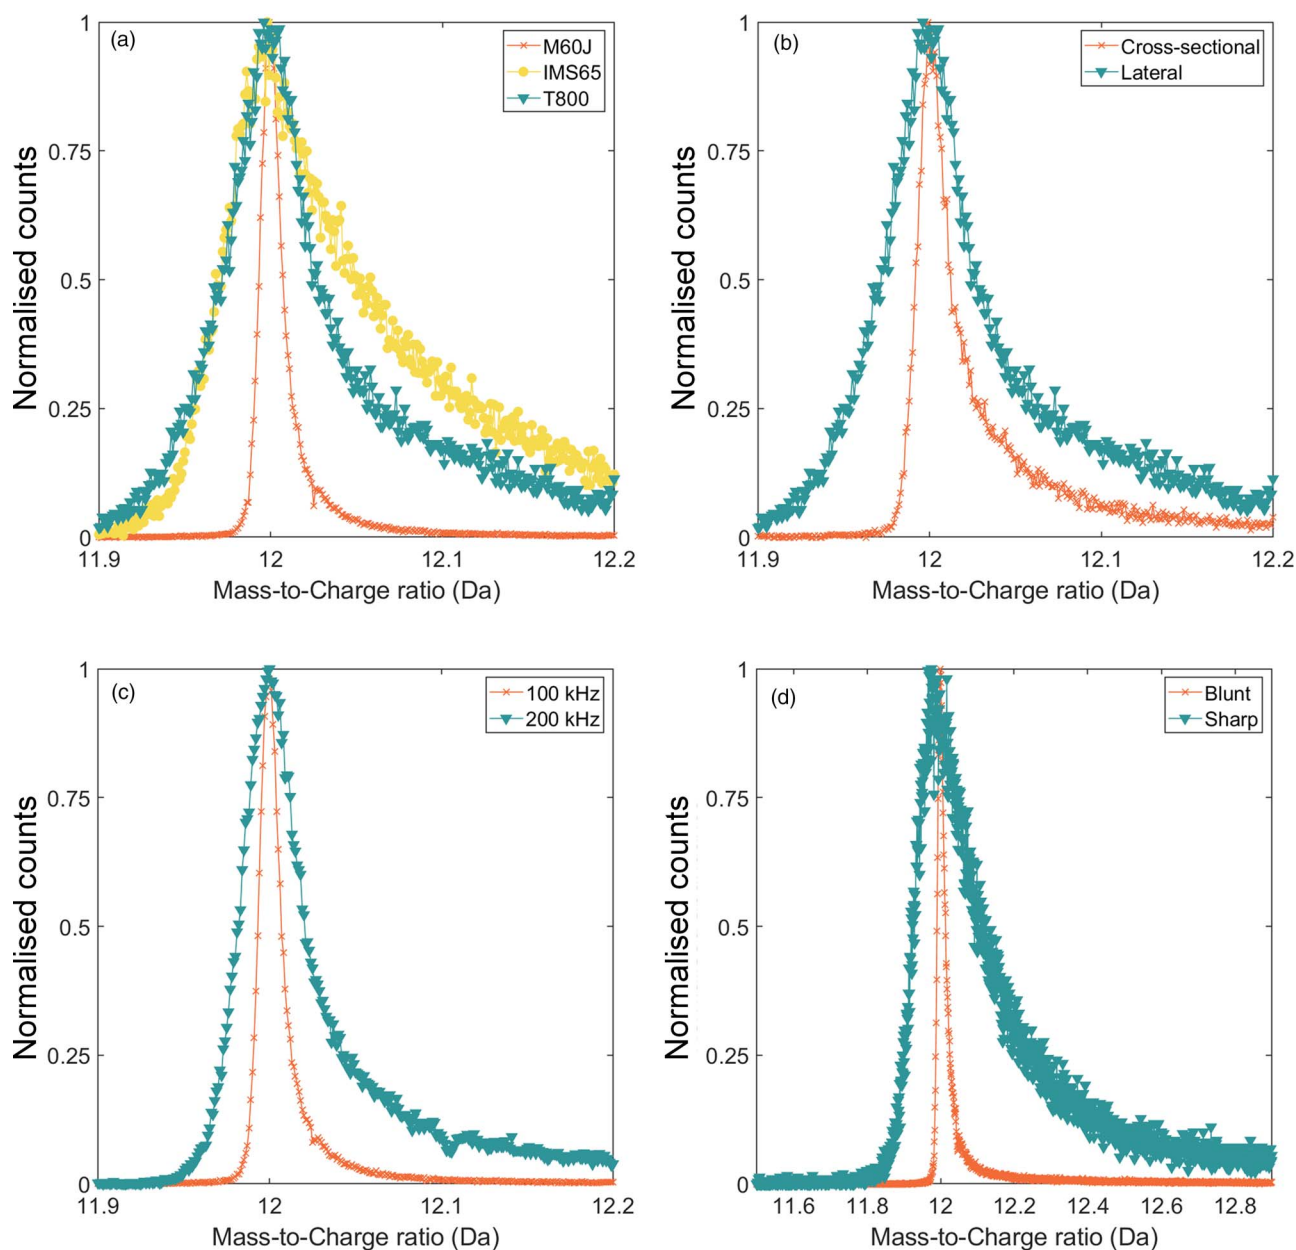 (a)
M60J
IMS65
T800
1
0.75
0.5
0.25
0
Normalised counts
11.9
12
12.1
12.2
Mass-to-Charge ratio (Da)
(b)
Cross-sectional
Lateral
1
0.75
0.5
0.25
0
Normalised counts
11.9
12
12.1
12.2
Mass-to-Charge ratio (Da)
(c)
100 kHz
200 kHz
1
0.75
0.5
0.25
0
Normalised counts
11.9
12
12.1
12.2
Mass-to-Charge ratio (Da)
(d)
Blunt
Sharp
1
0.75
0.5
0.25
0
Normalised counts
11.6
11.8
12
12.2
12.4
12.6
12.8
Mass-to-Charge ratio (Da)